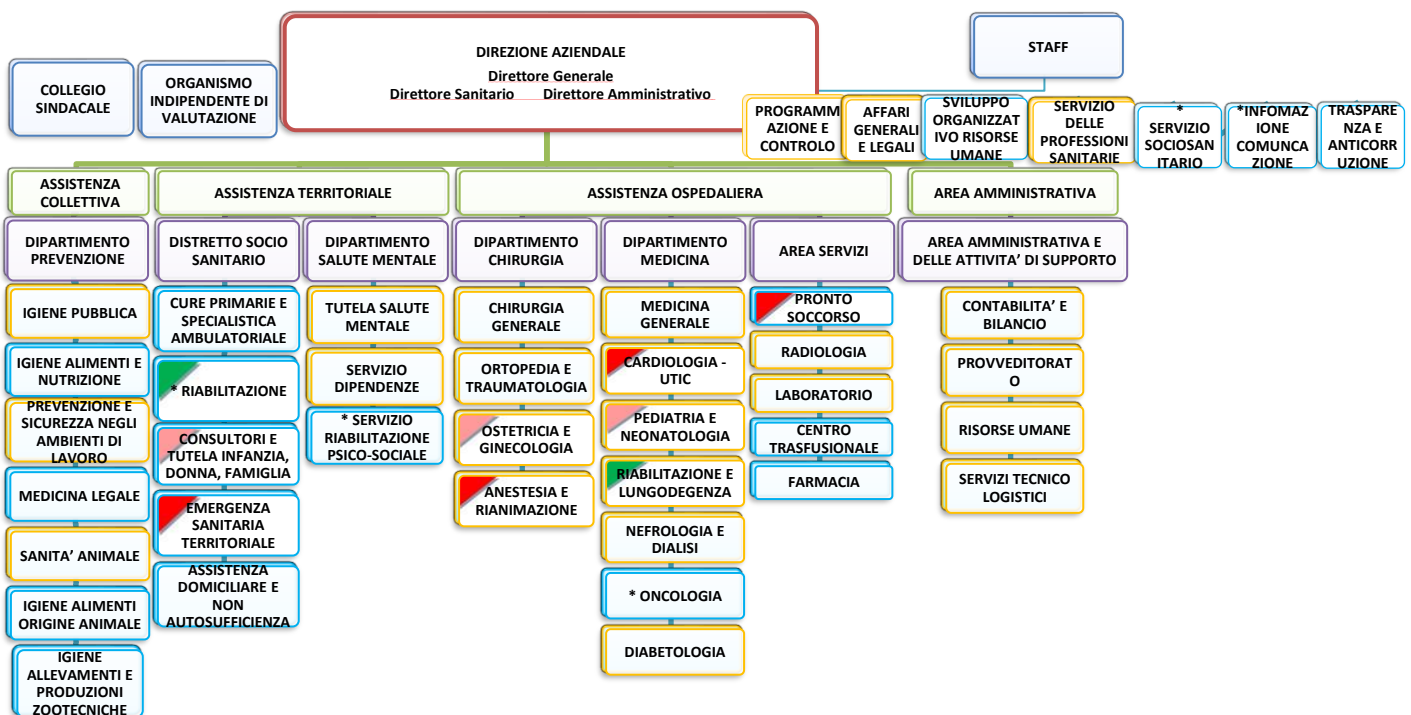 DIREZIONE AZIENDALE
Direttore Generale
Direttore Sanitario Direttore Amministrativo
STAFF
COLLEGIO
SINDACALE
ORGANISMO
INDIPENDENTE DI
VALUTAZIONE
PROGRAMM
AZIONE E
CONTROLO
AFFARI
GENERALI
E LEGALI
SVILUPPO
ORGANIZZAT
IVO RISORSE
UMANE
SERVIZIO
DELLE
PROFESSIONI
SANITARIE
*
SERVIZIO
SOCIOSAN
ITARIO
*INFOMAZ
IONE
COMUNCA
ZIONE
TRASPARE
NZA E
ANTICORR
UZIONE
ASSISTENZA
COLLETTIVA
ASSISTENZA TERRITORIALE
ASSISTENZA OSPEDALIERA
AREA AMMINISTRATIVA
DIPARTIMENTO
PREVENZIONE
DISTRETTO SOCIO
SANITARIO
DIPARTIMENTO
SALUTE MENTALE
DIPARTIMENTO
CHIRURGIA
DIPARTIMENTO
MEDICINA
AREA SERVIZI
AREA AMMINISTRATIVA E
DELLE ATTIVITA’ DI SUPPORTO
IGIENE PUBBLICA
IGIENE ALIMENTI E
NUTRIZIONE
PREVENZIONE E
SICUREZZA NEGLI
AMBIENTI DI
LAVORO
MEDICINA LEGALE
SANITA’ ANIMALE
IGIENE ALIMENTI
ORIGINE ANIMALE
IGIENE
ALLEVAMENTI E
PRODUZIONI
ZOOTECNICHE
CURE PRIMARIE E
SPECIALISTICA
AMBULATORIALE
* RIABILITAZIONE
CONSULTORI E
TUTELA INFANZIA,
DONNA, FAMIGLIA
EMERGENZA
SANITARIA
TERRITORIALE
ASSISTENZA
DOMICILIARE E
NON
AUTOSUFFICIENZA
TUTELA SALUTE
MENTALE
SERVIZIO
DIPENDENZE
* SERVIZIO
RIABILITAZIONE
PSICO-SOCIALE
CHIRURGIA
GENERALE
ORTOPEDIA E
TRAUMATOLOGIA
OSTETRICIA E
GINECOLOGIA
ANESTESIA E
RIANIMAZIONE
MEDICINA
GENERALE
CARDIOLOGIA -
UTIC
PEDIATRIA E
NEONATOLOGIA
RIABILITAZIONE E
LUNGODEGENZA
NEFROLOGIA E
DIALISI
* ONCOLOGIA
DIABETOLOGIA
PRONTO
SOCCORSO
RADIOLOGIA
LABORATORIO
CENTRO
TRASFUSIONALE
FARMACIA
CONTABILITA’ E
BILANCIO
PROVVEDITORAT
O
RISORSE UMANE
SERVIZI TECNICO
LOGISTICI